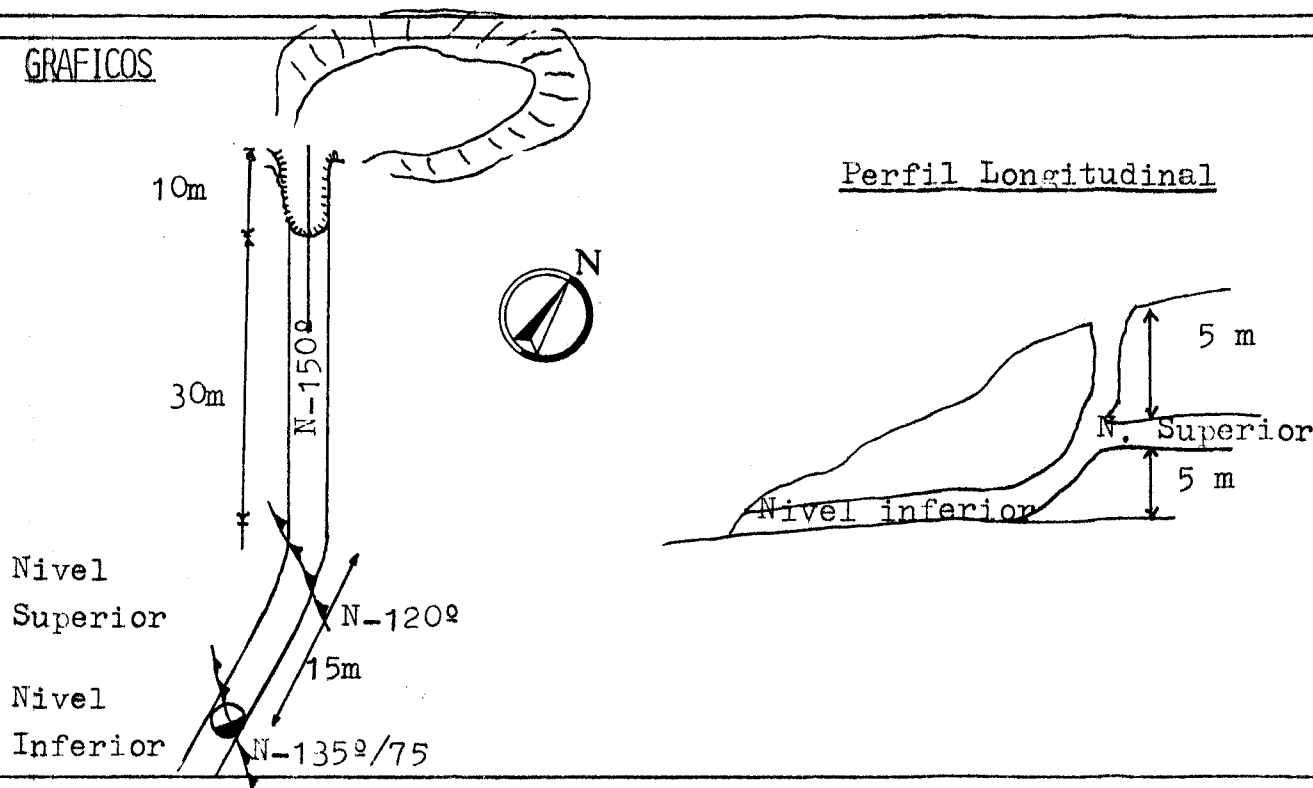 GRAFICOS
10m
Perfil Longitudinal
N
5 m
N-150º
30m
N. Superior
5 m
Nivel inferior
Nivel
Superior
N-120º
15m
Nivel
Inferior
N-135º/75